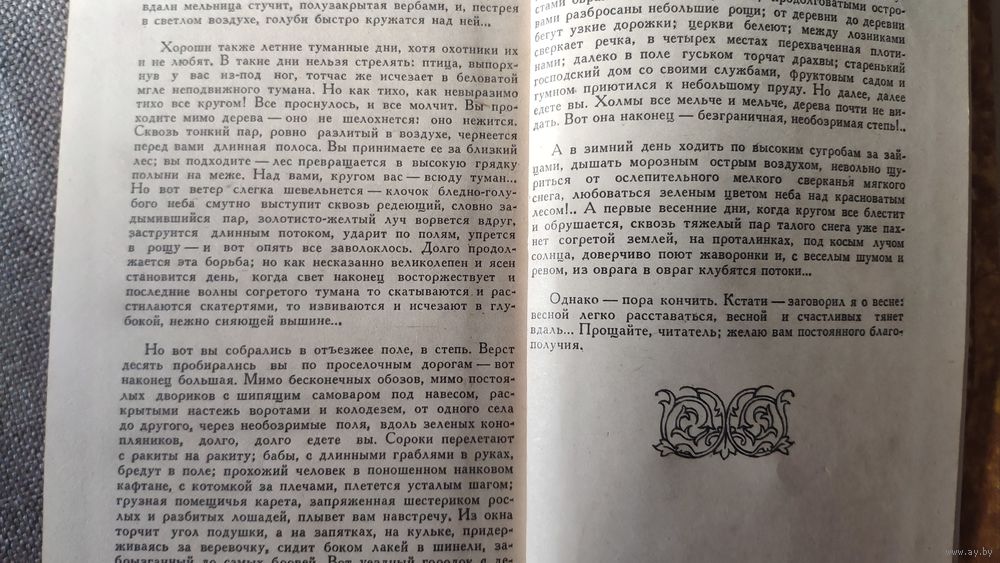 вдали мельница стучит, полузакрытая вербами, и, пестрея
в светлом воздухе, голуби быстро кружатся над ней...
Хороши также летние туманные дни, хотя охотники их
и не любят. В такие дни нельзя стрелять: птица, выпорх-
нув у вас из-под ног, тотчас же исчезает в беловатой
мгле неподвижного тумана. Но как тихо, как невыразимо
тихо все кругом! Все проснулось, и все молчит. Вы про-
ходите мимо дерева — оно не шелохнется: оно нежится.
Сквозь тонкий пар, ровно разлитый в воздухе, чернеется
перед вами длинная полоса. Вы принимаете ее за близкий
лес; вы подходите — лес превращается в высокую грядку
полыни на меже. Над вами, кругом вас — всюду туман...
Но вот ветер слегка шевельнется — клочок бледно-голу-
бого неба смутно выступит сквозь редеющий, словно за-
дымившийся пар, золотисто-желтый луч ворвется вдруг,
заструится длинным потоком, ударит по полям, упрется
в рощу — и вот опять все заволоклось. Долго продол-
жается эта борьба; но как несказанно великолепен и ясен
становится день, когда свет наконец восторжествует и
последние волны согретого тумана то скатываются и рас-
стилаются скатертями, то извиваются и исчезают в глу-
бокой, нежно сияющей вышине...
Но вот вы собрались в отъезжее поле, в степь. Верст
десять пробирались вы по проселочным дорогам — вот
наконец большая. Мимо бесконечных обозов, мимо постоя-
лых двориков с шипящим самоваром под навесом, рас-
крытыми настежь воротами и колодезем, от одного села
до другого, через необозримые поля, вдоль зеленых коно-
пляников, долго, долго едете вы. Сороки перелетают
с ракиты на ракиту; бабы, с длинными граблями в руках,
бредут в поле; прохожий человек в поношенном нанковом
кафтане, с котомкой за плечами, плетется усталым шагом;
грузная помещичья карета, запряженная шестериком рос-
лых и разбитых лошадей, плывет вам навстречу. Из окна
торчит угол подушки, а на запятках, на кульке, придер-
живаясь за веревочку, сидит боком лакей в шинели, за-
брызганный до самых бровей. Вот уездный городок с де-
вами разбросаны небольшие рощи; от деревни до деревни
бегут узкие дорожки; церкви белеют; между лозниками
сверкает речка, в четырех местах перехваченная плоти-
нами; далеко в поле гуськом торчат драхвы; старенький
господский дом со своими службами, фруктовым садом и
гумном приютился к небольшому пруду. Но далее, далее
едете вы. Холмы все мельче и мельче, дерева почти не ви-
дать. Вот она наконец — безграничная, необозримая степь!..
А в зимний день ходить по высоким сугробам за зай-
цами, дышать морозным острым воздухом, невольно щу-
риться от ослепительного мелкого сверканья мягкого
снега, любоваться зеленым цветом неба над красноватым
лесом!.. А первые весенние дни, когда кругом все блестит
и обрушается, сквозь тяжелый пар талого снега уже пах-
нет согретой землей, на проталинках, под косым лучом
солнца, доверчиво поют жаворонки и, с веселым шумом и
ревом, из оврага в овраг клубятся потоки...
Однако — пора кончить. Кстати — заговорил я о весне:
весной легко расставаться, весной и счастливых тянет
вдаль... Прощайте, читатель; желаю вам постоянного благо-
получия.
www.ay.by